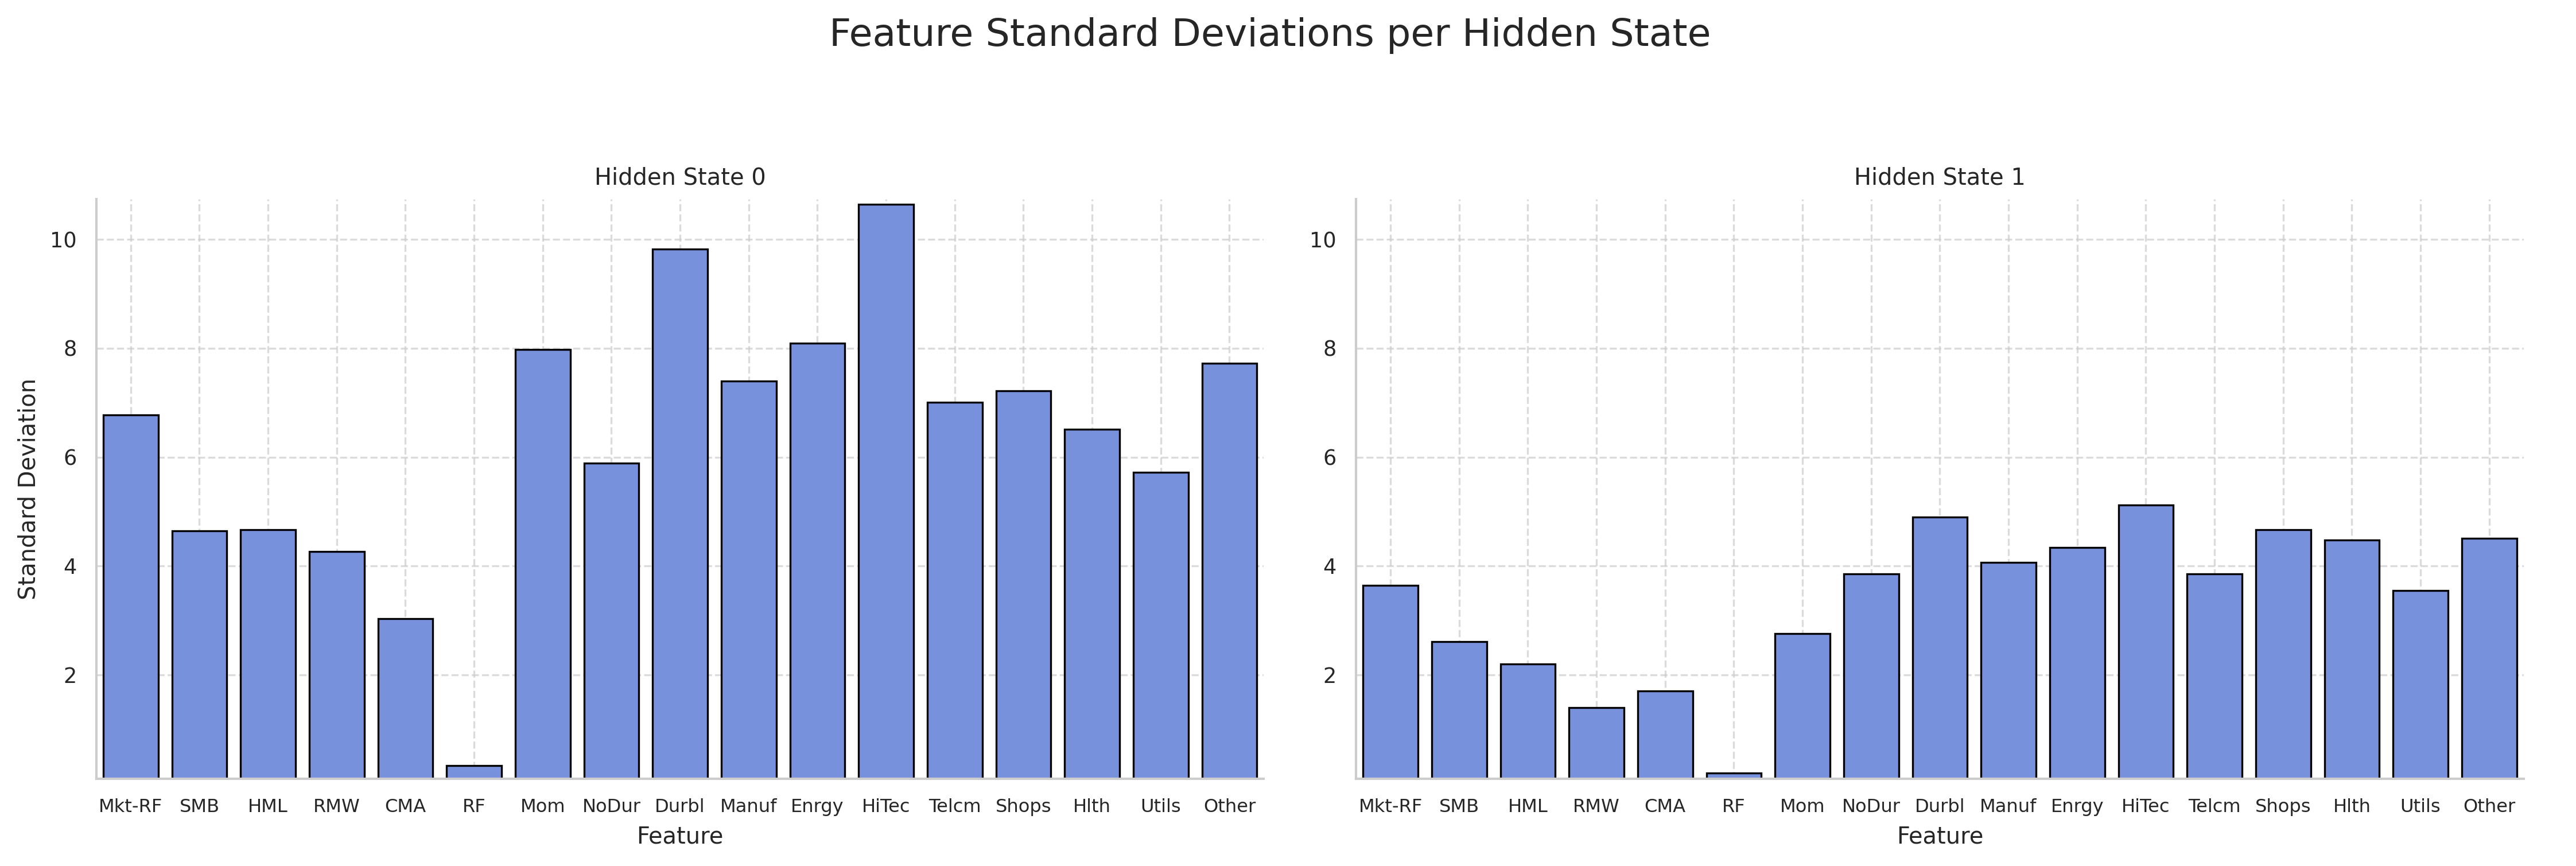 Feature Standard Deviations per Hidden State
Hidden State 0
Standard Deviation
10
8
6
4
2
Mkt-RF SMB HML RMW CMA RF Mom NoDur Durbl Manuf Enrgy HiTec Telcm Shops Hlth Utils Other
Feature
Hidden State 1
10
8
6
4
2
Mkt-RF SMB HML RMW CMA RF Mom NoDur Durbl Manuf Enrgy HiTec Telcm Shops Hlth Utils Other
Feature